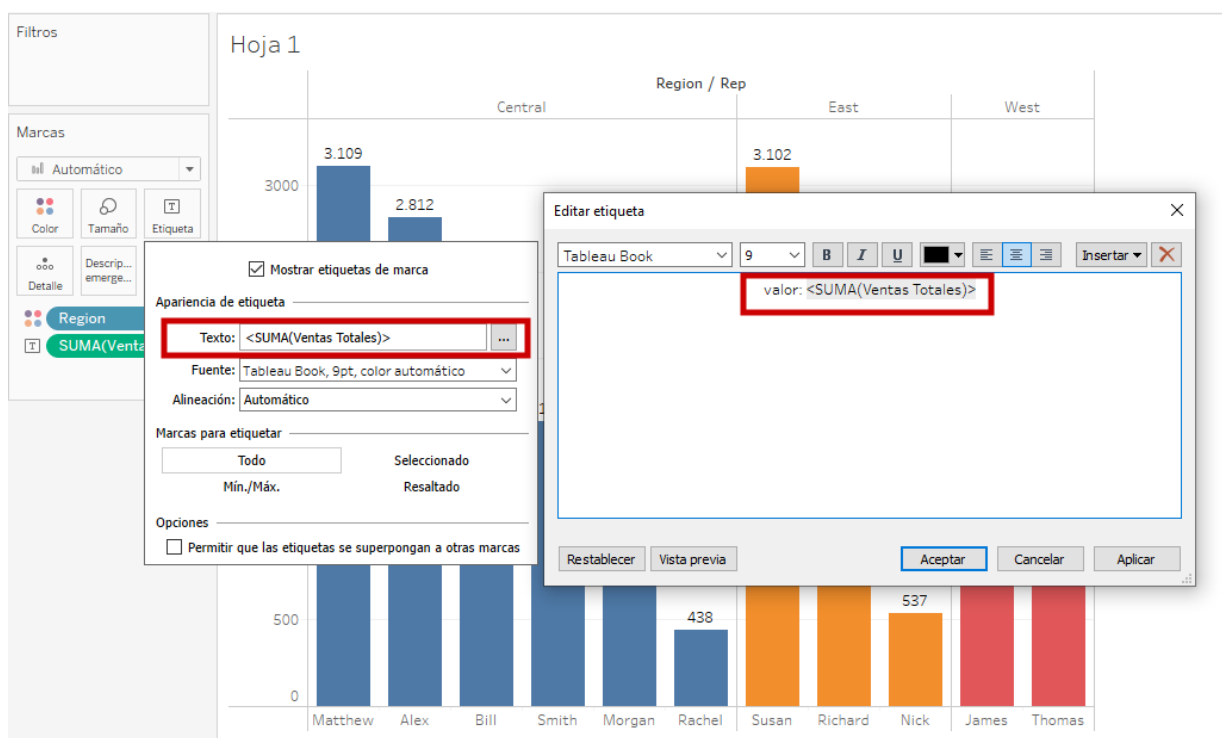 Filtros
Marcas
Automático
Color
Tamaño
Etiqueta
Detalle
Descrip...
emerge...
Region
SUMA(Venta
Hoja 1
Region / Rep
Central
East
West
3000
500
0
3.109
2.812
3.102
438
537
Matthew
Alex
Bill
Smith
Morgan
Rachel
Susan
Richard
Nick
James
Thomas
Mostrar etiquetas de marca
Apariencia de etiqueta
Texto: <SUMA(Ventas Totales)> ...
Fuente: Tableau Book, 9pt, color automático
Alineación: Automático
Marcas para etiquetar
Todo
Seleccionado
Mín./Máx.
Resaltado
Opciones
Permitir que las etiquetas se superpongan a otras marcas
Editar etiqueta
Tableau Book
9
B
I
U
Insertar
valor: <SUMA(Ventas Totales)>
Restablecer
Vista previa
Aceptar
Cancelar
Aplicar